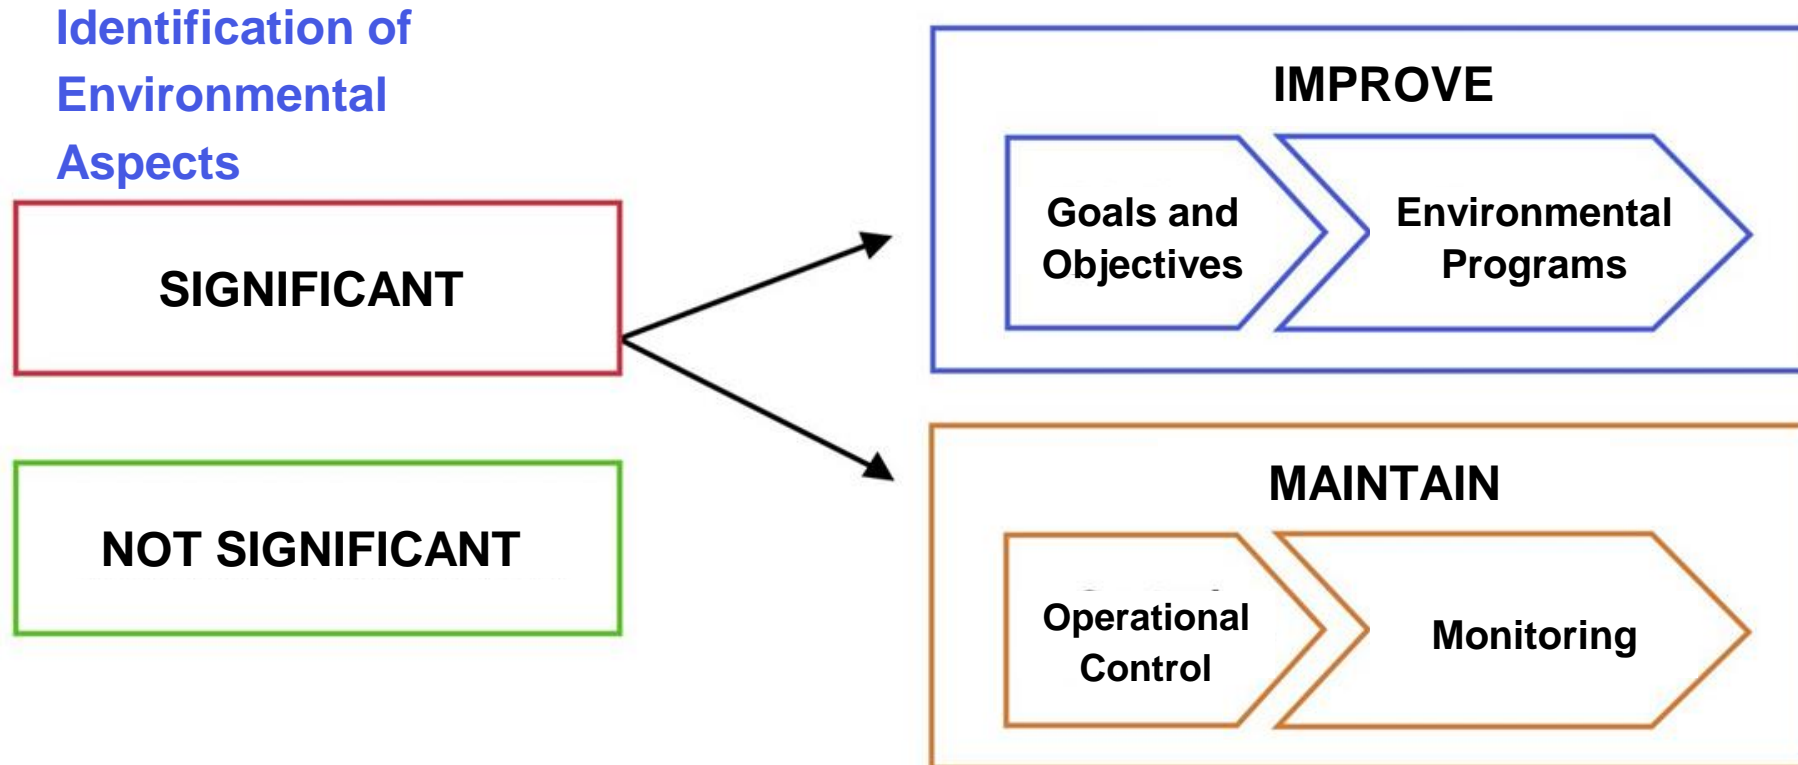 Identification of
Environmental
Aspects
SIGNIFICANT
NOT SIGNIFICANT
IMPROVE
Goals and
Objectives
Environmental
Programs
MAINTAIN
Operational
Control
Monitoring